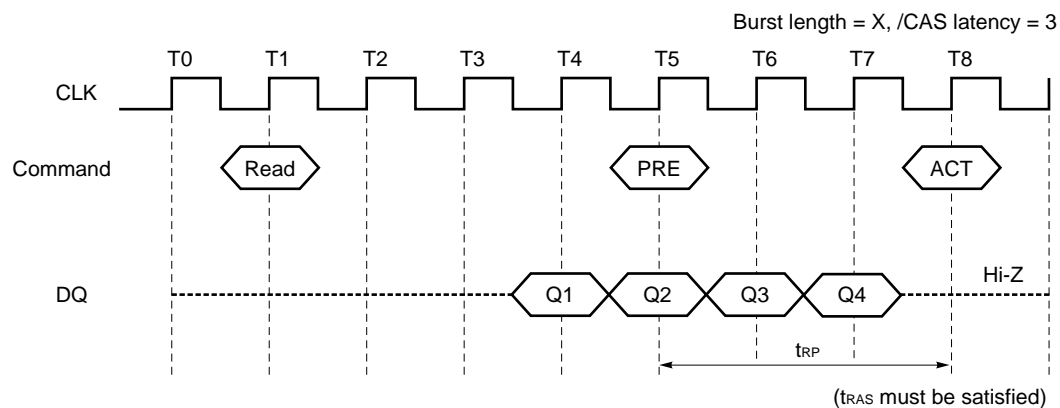 Burst length = X, /CAS latency = 3
T0 T1 T2 T3 T4 T5 T6 T7 T8
CLK
Command Read PRE ACT
Hi-Z
DQ Q1 Q2 Q3 Q4
tRP
(tRAS must be satisfied)